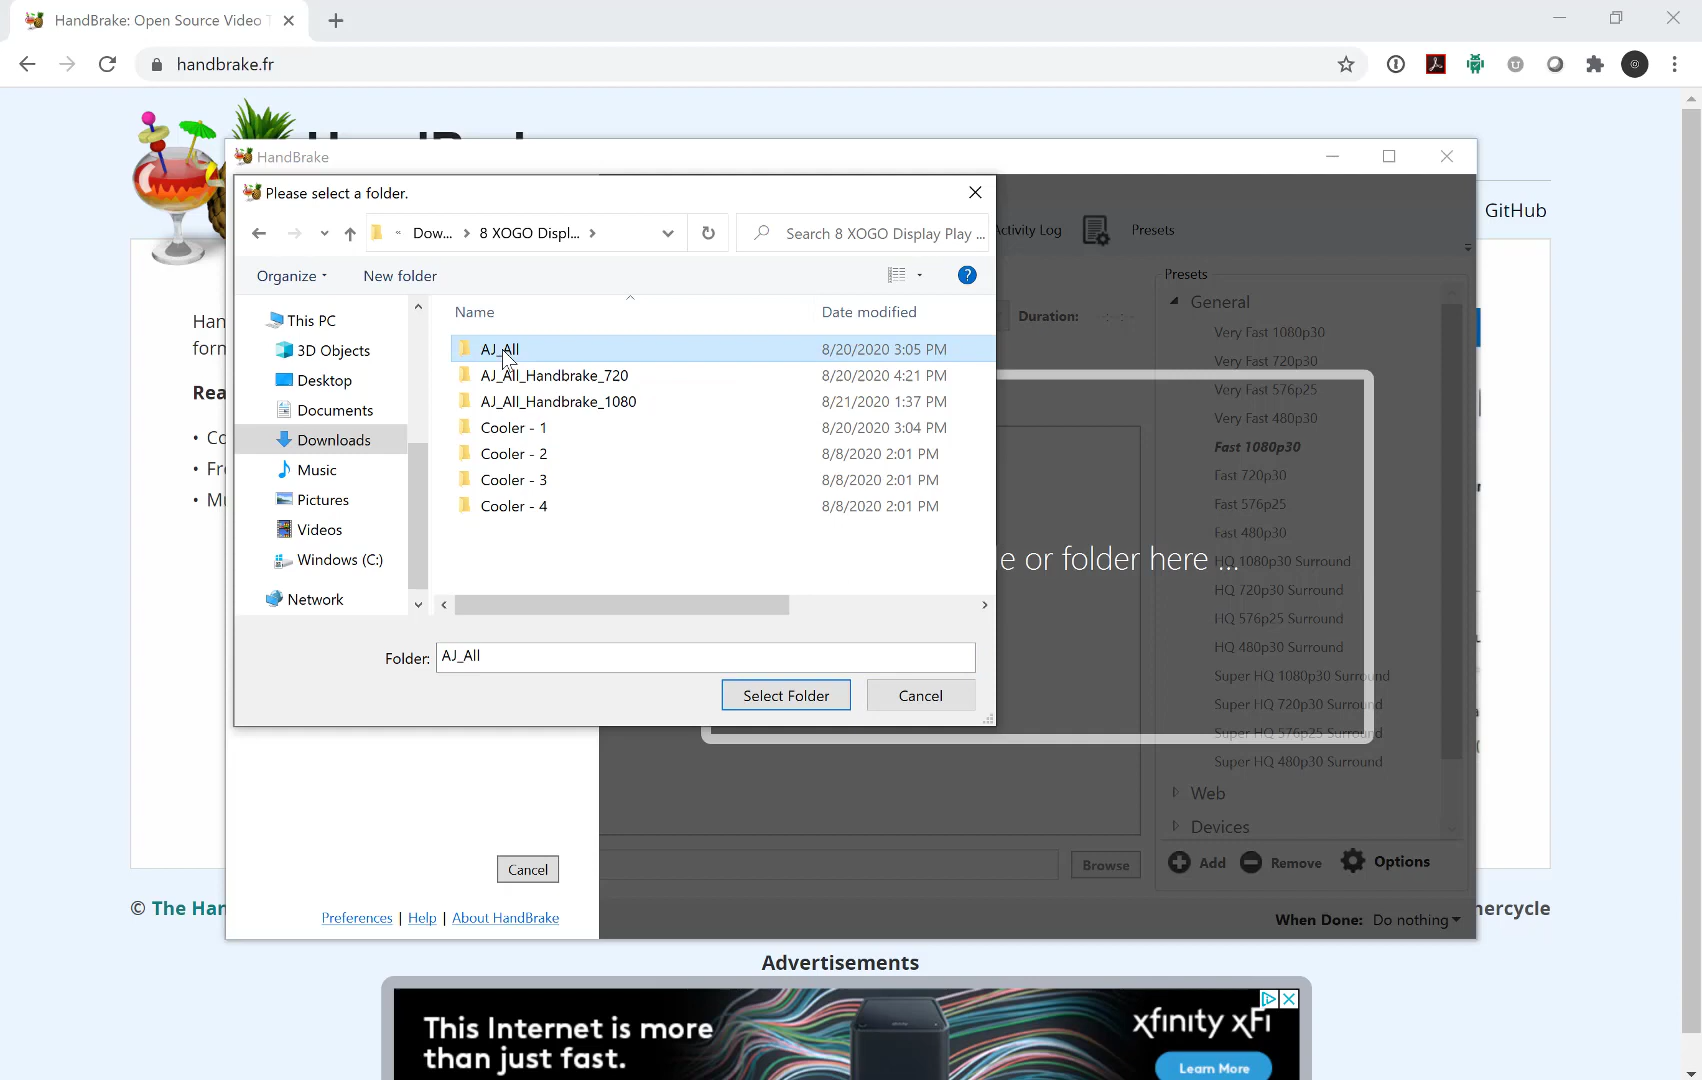 HandBrake: Open Source Video T
handbrake.fr
HandBrake
GitHub
HandBrake
Please select a folder.
Dow... 8 XOGO Displ...
Search 8 XOGO Display Play ...
Activity Log
Presets
Organize
New folder
Presets
Name
Date modified
General
Duration:
This PC
3D Objects
Desktop
Documents
Downloads
Music
Pictures
Videos
Windows (C:)
Network
AJ_All 8/20/2020 3:05 PM
AJ_All_Handbrake_720 8/20/2020 4:21 PM
AJ_All_Handbrake_1080 8/21/2020 1:37 PM
Cooler - 1 8/20/2020 3:04 PM
Cooler - 2 8/8/2020 2:01 PM
Cooler - 3 8/8/2020 2:01 PM
Cooler - 4 8/8/2020 2:01 PM
Very Fast 1080p30
Very Fast 720p30
Very Fast 576p25
Very Fast 480p30
Fast 1080p30
Fast 720p30
Fast 576p25
Fast 480p30
HQ 1080p30 Surround
HQ 720p30 Surround
HQ 576p25 Surround
HQ 480p30 Surround
Super HQ 1080p30 Surround
Super HQ 720p30 Surround
Super HQ 576p25 Surround
Super HQ 480p30 Surround
Web
Devices
e or folder here ...
Folder: AJ_All
Select Folder
Cancel
Han
forn
Rea
• Co
• Fre
• Mu
Browse
Add
Remove
Options
Cancel
Preferences | Help | About HandBrake
When Done: Do nothing
© The Har
nercycle
Advertisements
This Internet is more
than just fast.
xfinity xFi
Learn More